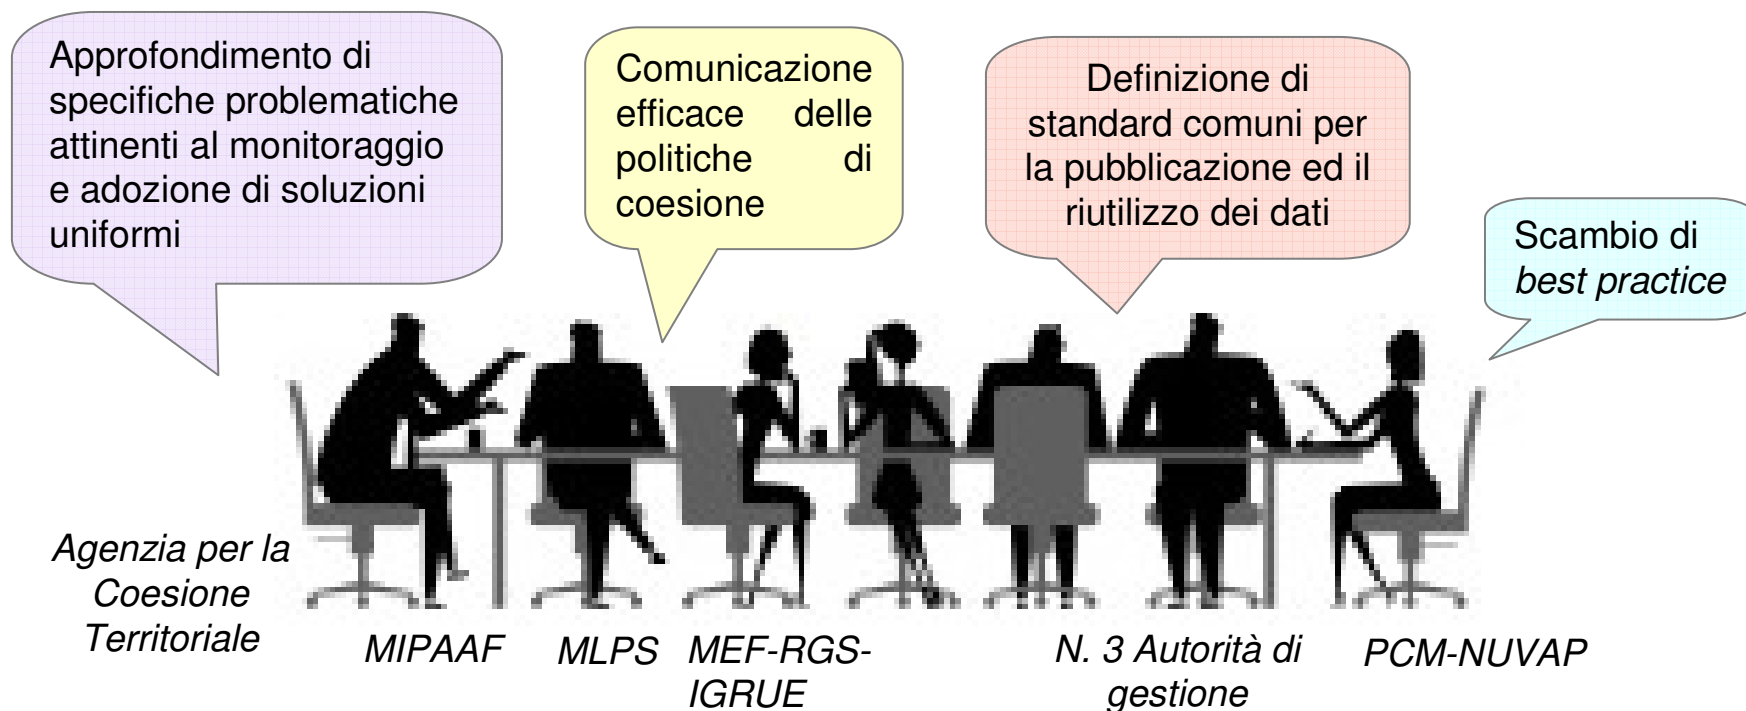 Approfondimento di
specifiche problematiche
attinenti al monitoraggio
e adozione di soluzioni
uniformi
Comunicazione
efficace delle
politiche di
coesione
Definizione di
standard comuni per
la pubblicazione ed il
riutilizzo dei dati
Scambio di
best practice
Agenzia per la
Coesione
Territoriale
MIPAAF
MLPS
MEF-RGS-
IGRUE
N. 3 Autorità di
gestione
PCM-NUVAP